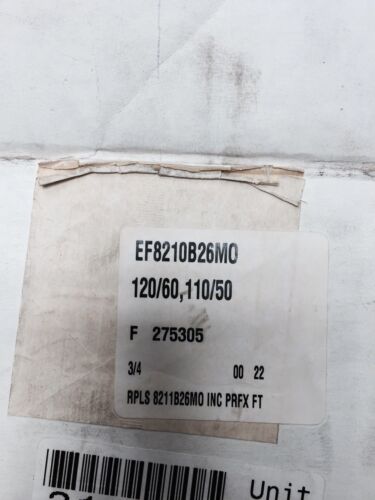 EF8210B26MO
120/60,110/50
F 275305
3/4 00 22
RPLS 8211B26MO INC PRFX FT
Unit